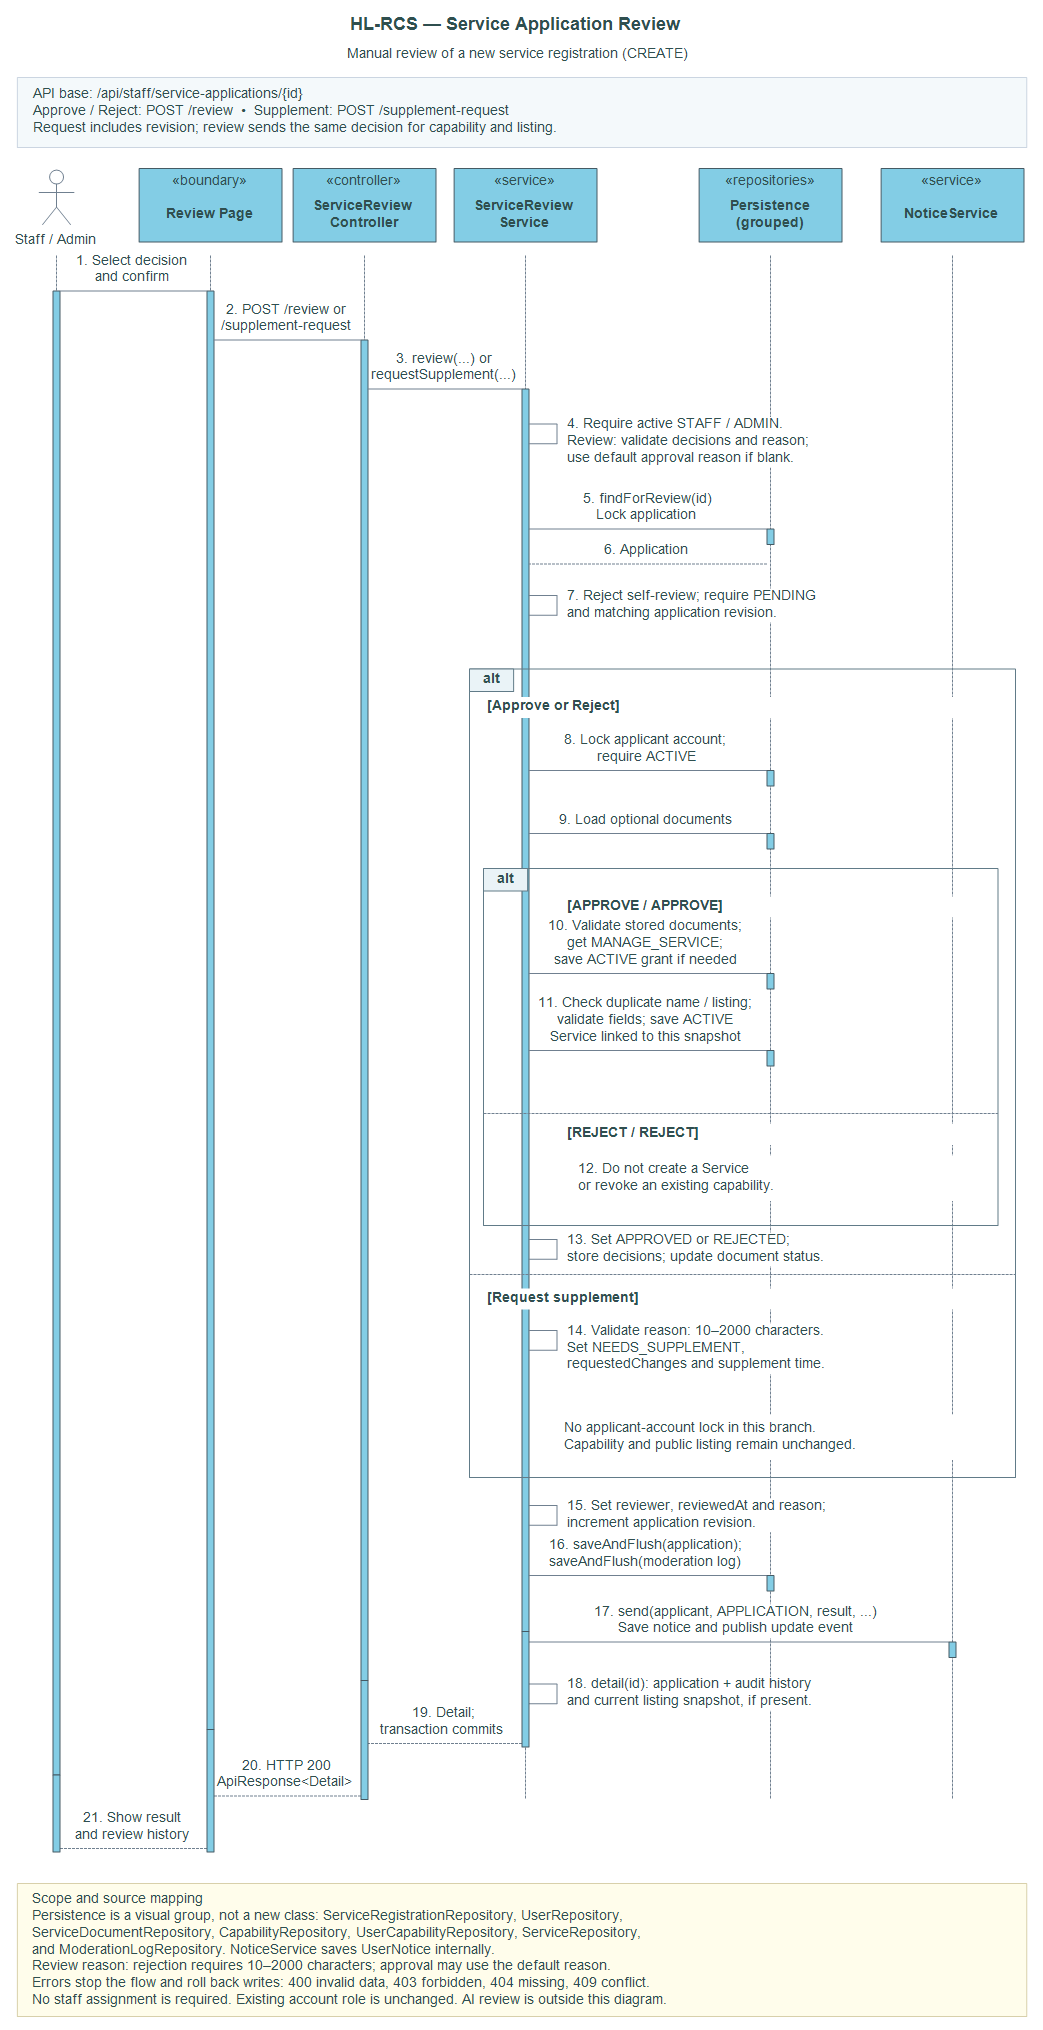 HL-RCS — Service Application Review
Manual review of a new service registration (CREATE)
API base: /api/staff/service-applications/{id}
Approve / Reject: POST /review • Supplement: POST /supplement-request
Request includes revision; review sends the same decision for capability and listing.
Staff / Admin
«boundary»
Review Page
«controller»
ServiceReview
Controller
«service»
ServiceReview
Service
«repositories»
Persistence
(grouped)
«service»
NoticeService
1. Select decision
and confirm
2. POST /review or
/supplement-request
3. review(...) or
requestSupplement(...)
4. Require active STAFF / ADMIN.
Review: validate decisions and reason;
use default approval reason if blank.
5. findForReview(id)
Lock application
6. Application
7. Reject self-review; require PENDING
and matching application revision.
alt
[Approve or Reject]
8. Lock applicant account;
require ACTIVE
9. Load optional documents
alt
[APPROVE / APPROVE]
10. Validate stored documents;
get MANAGE_SERVICE;
save ACTIVE grant if needed
11. Check duplicate name / listing;
validate fields; save ACTIVE
Service linked to this snapshot
[REJECT / REJECT]
12. Do not create a Service
or revoke an existing capability.
13. Set APPROVED or REJECTED;
store decisions; update document status.
[Request supplement]
14. Validate reason: 10–2000 characters.
Set NEEDS_SUPPLEMENT,
requestedChanges and supplement time.
No applicant-account lock in this branch.
Capability and public listing remain unchanged.
15. Set reviewer, reviewedAt and reason;
increment application revision.
16. saveAndFlush(application);
saveAndFlush(moderation log)
17. send(applicant, APPLICATION, result, ...)
Save notice and publish update event
18. detail(id): application + audit history
and current listing snapshot, if present.
19. Detail;
transaction commits
20. HTTP 200
ApiResponse<Detail>
21. Show result
and review history
Scope and source mapping
Persistence is a visual group, not a new class: ServiceRegistrationRepository, UserRepository,
ServiceDocumentRepository, CapabilityRepository, UserCapabilityRepository, ServiceRepository,
and ModerationLogRepository. NoticeService saves UserNotice internally.
Review reason: rejection requires 10–2000 characters; approval may use the default reason.
Errors stop the flow and roll back writes: 400 invalid data, 403 forbidden, 404 missing, 409 conflict.
No staff assignment is required. Existing account role is unchanged. AI review is outside this diagram.